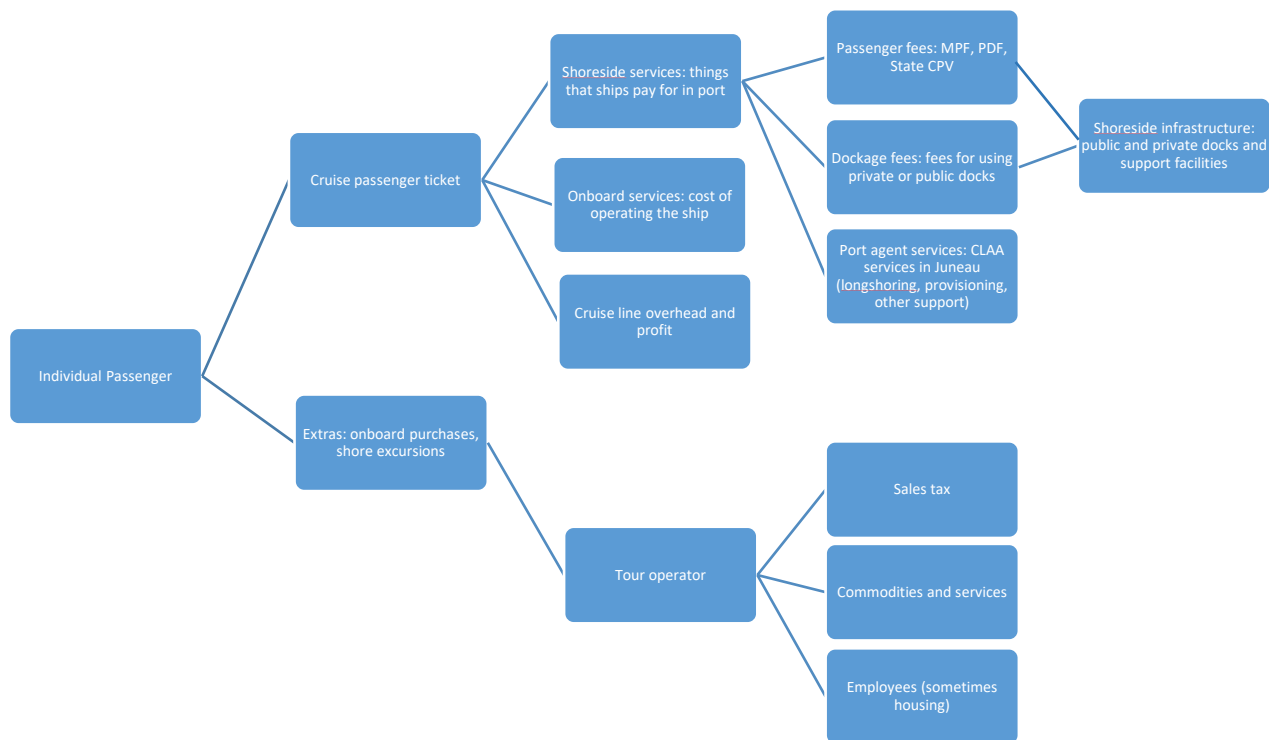 Individual Passenger
Cruise passenger ticket
Shoreside services: things
that ships pay for in port
Passenger fees: MPF, PDF,
State CPV
Dockage fees: fees for using
private or public docks
Port agent services: CLAA
services in Juneau
(longshoring, provisioning,
other support)
Shoreside infrastructure:
public and private docks and
support facilities
Onboard services: cost of
operating the ship
Cruise line overhead and
profit
Extras: onboard purchases,
shore excursions
Tour operator
Sales tax
Commodities and services
Employees (sometimes
housing)